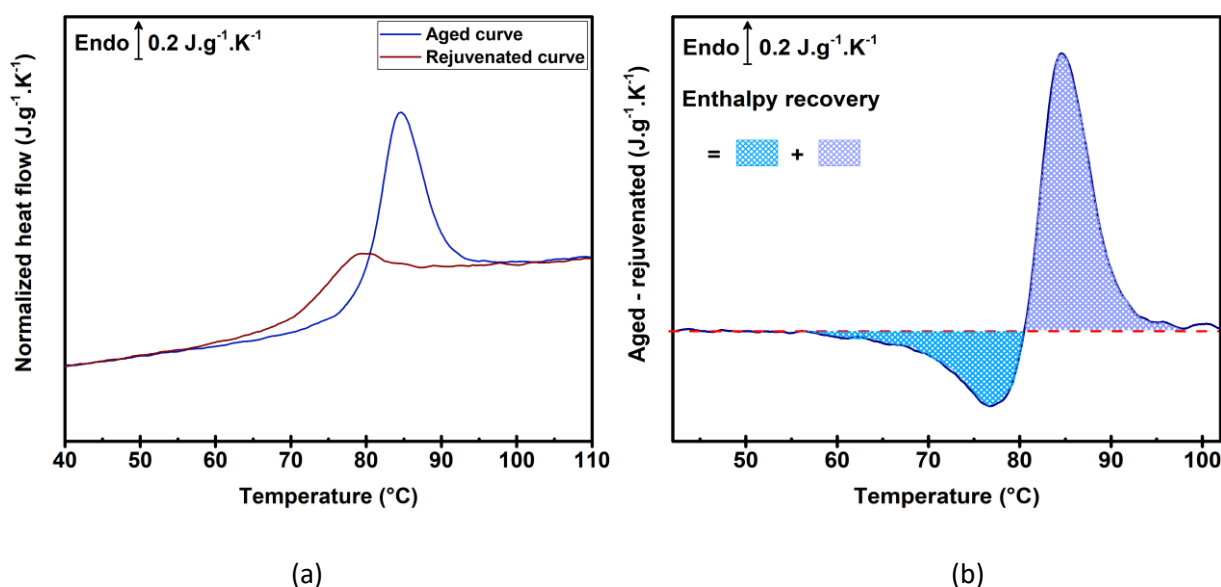 Endo 0.2 J.g⁻¹.K⁻¹
Aged curve
Rejuvenated curve
Normalized heat flow (J.g⁻¹.K⁻¹)
40 50 60 70 80 90 100 110
Temperature (°C)
(a)
Endo 0.2 J.g⁻¹.K⁻¹
Enthalpy recovery
= +
Aged - rejuvenated (J.g⁻¹.K⁻¹)
50 60 70 80 90 100
Temperature (°C)
(b)